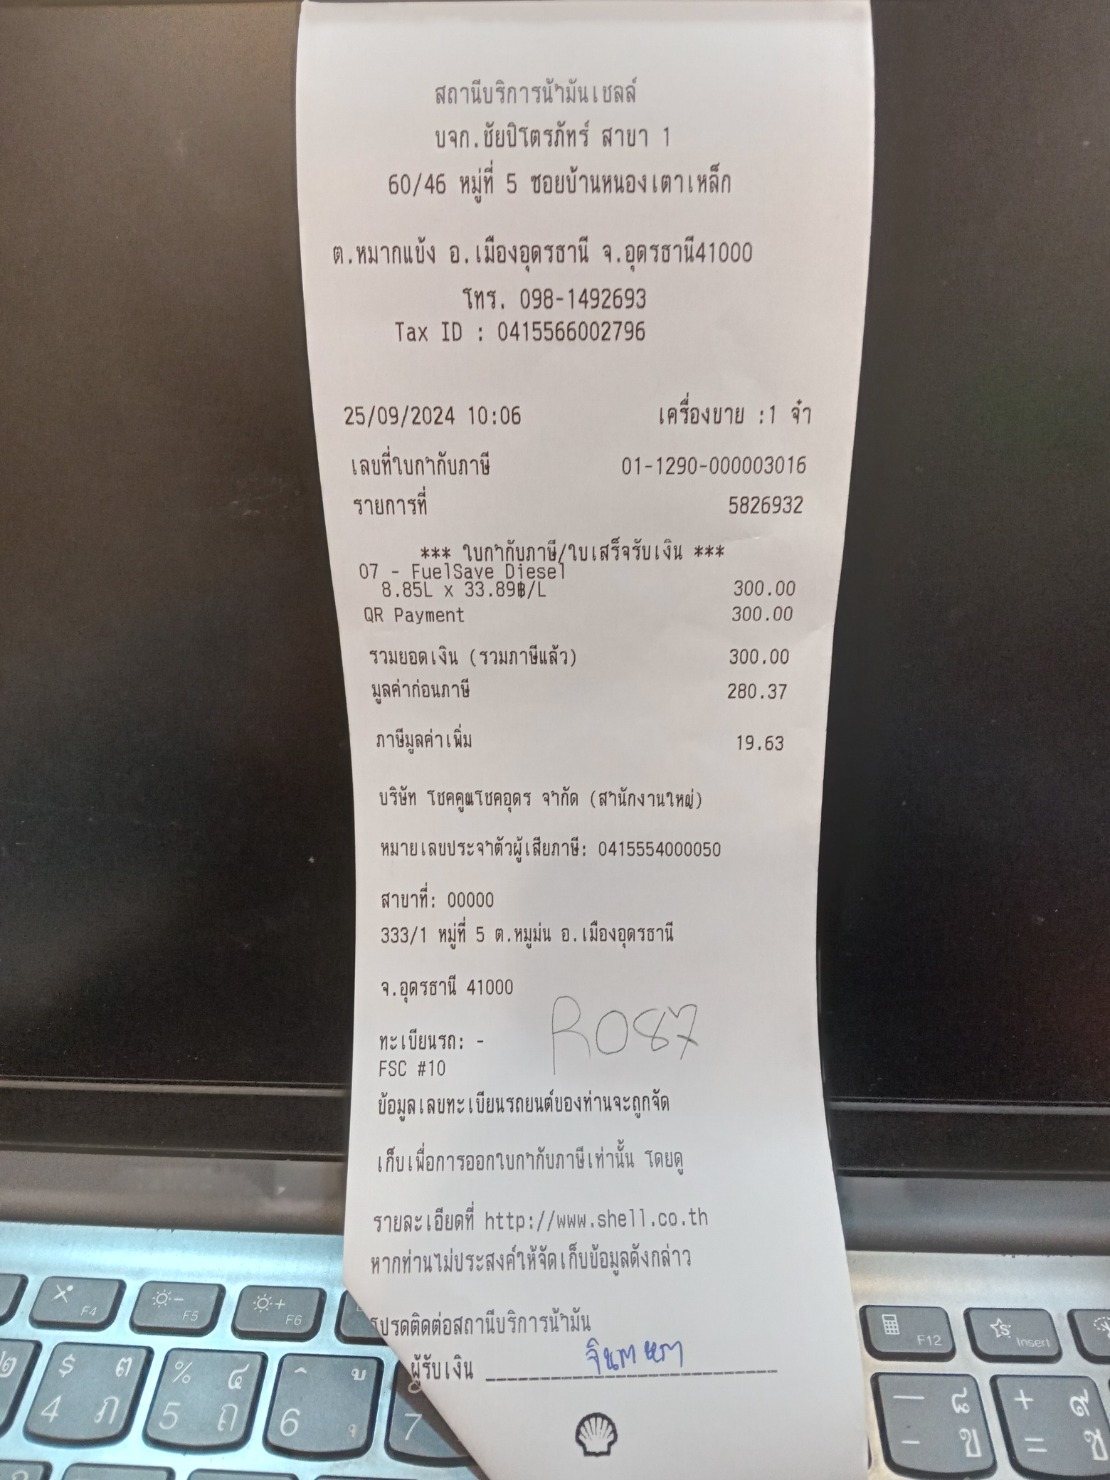 สถานีบริการน้ำมันเชลล์
บจก.ชัยปิโตรภัทร์ สาขา 1
60/46 หมู่ที่ 5 ซอยบ้านหนองเตาเหล็ก
ต.หมากแข้ง อ.เมืองอุดรธานี จ.อุดรธานี41000
โทร. 098-1492693
Tax ID : 0415566002796
25/09/2024 10:06 เครื่องขาย :1 จ๋า
เลขที่ใบกำกับภาษี 01-1290-000003016
รายการที่ 5826932
*** ใบกำกับภาษี/ใบเสร็จรับเงิน ***
07 - FuelSave Diesel
8.85L x 33.89฿/L 300.00
QR Payment 300.00
รวมยอดเงิน (รวมภาษีแล้ว) 300.00
มูลค่าก่อนภาษี 280.37
ภาษีมูลค่าเพิ่ม 19.63
บริษัท โชคคูณโชคอุดร จำกัด (สำนักงานใหญ่)
หมายเลขประจำตัวผู้เสียภาษี: 0415554000050
สาขาที่: 00000
333/1 หมู่ที่ 5 ต.หมูม่น อ.เมืองอุดรธานี
จ.อุดรธานี 41000
R087
ทะเบียนรถ: -
FSC #10
ข้อมูลเลขทะเบียนรถยนต์ของท่านจะถูกจัด
เก็บเพื่อการออกใบกำกับภาษีเท่านั้น โดยดู
รายละเอียดที่ http://www.shell.co.th
หากท่านไม่ประสงค์ให้จัดเก็บข้อมูลดังกล่าว
โปรดติดต่อสถานีบริการน้ำมัน
ผู้รับเงิน จินตหรา
F4 F5 F6 F12 Insert
$ ต % ู ^ ข
4 ภ 5 ถ 6 ุ 7 _ ๘ + ๙
- ข = ช